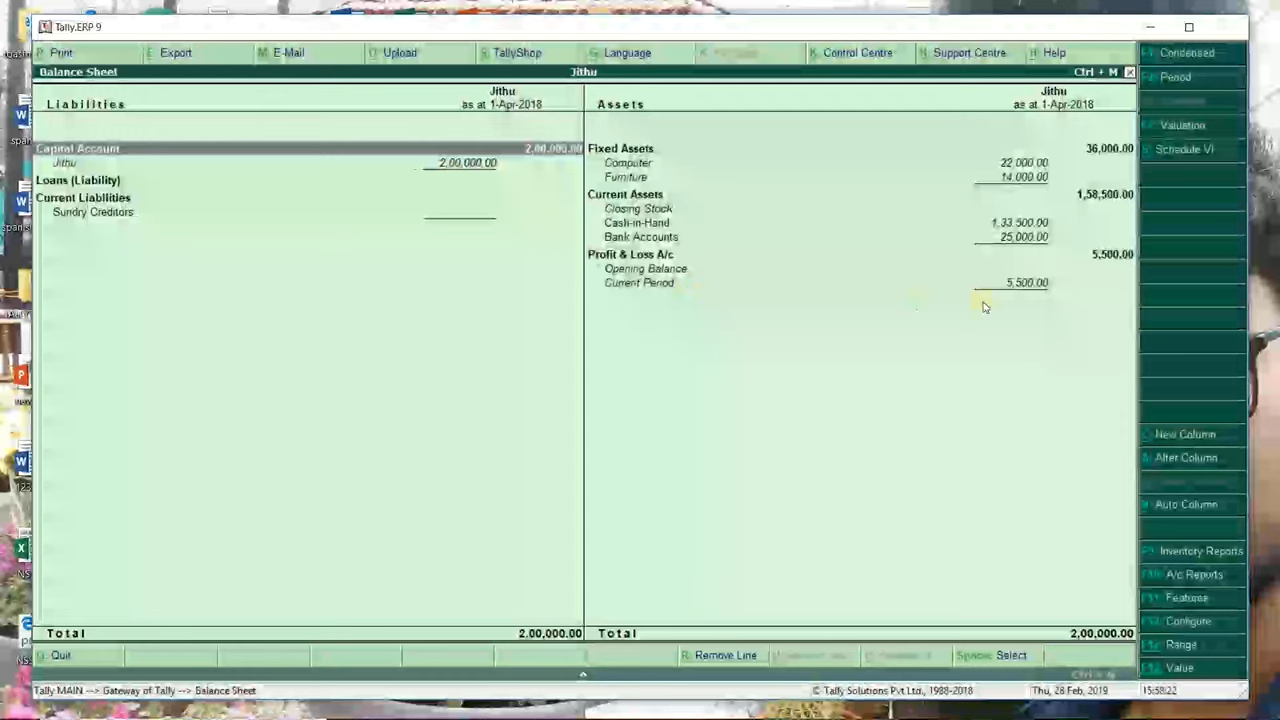 Tally.ERP 9
P: Print E: Export M: E-Mail O: Upload S: TallyShop G: Language K: Control Centre H: Support Centre H: Help
Balance Sheet Jithu Ctrl + M
Jithu Jithu
Liabilities as at 1-Apr-2018 Assets as at 1-Apr-2018
Capital Account 2,00,000.00 Fixed Assets 36,000.00
Jithu 2,00,000.00 Computer 22,000.00
Furniture 14,000.00
Loans (Liability)
Current Liabilities Current Assets 1,58,500.00
Sundry Creditors Closing Stock
Cash-in-Hand 1,33,500.00
Bank Accounts 25,000.00
Profit & Loss A/c 5,500.00
Opening Balance
Current Period 5,500.00
Total 2,00,000.00 Total 2,00,000.00
Q: Quit R: Remove Line Space: Select
Tally MAIN --> Gateway of Tally --> Balance Sheet © Tally Solutions Pvt Ltd., 1988-2018 Thu, 28 Feb, 2019 15:58:22
Condensed
Period
Valuation
S: Schedule VI
New Column
A: Alter Column
Auto Column
F9: Inventory Reports
F10: A/c Reports
F11: Features
F12: Configure
F12: Range
F12: Value